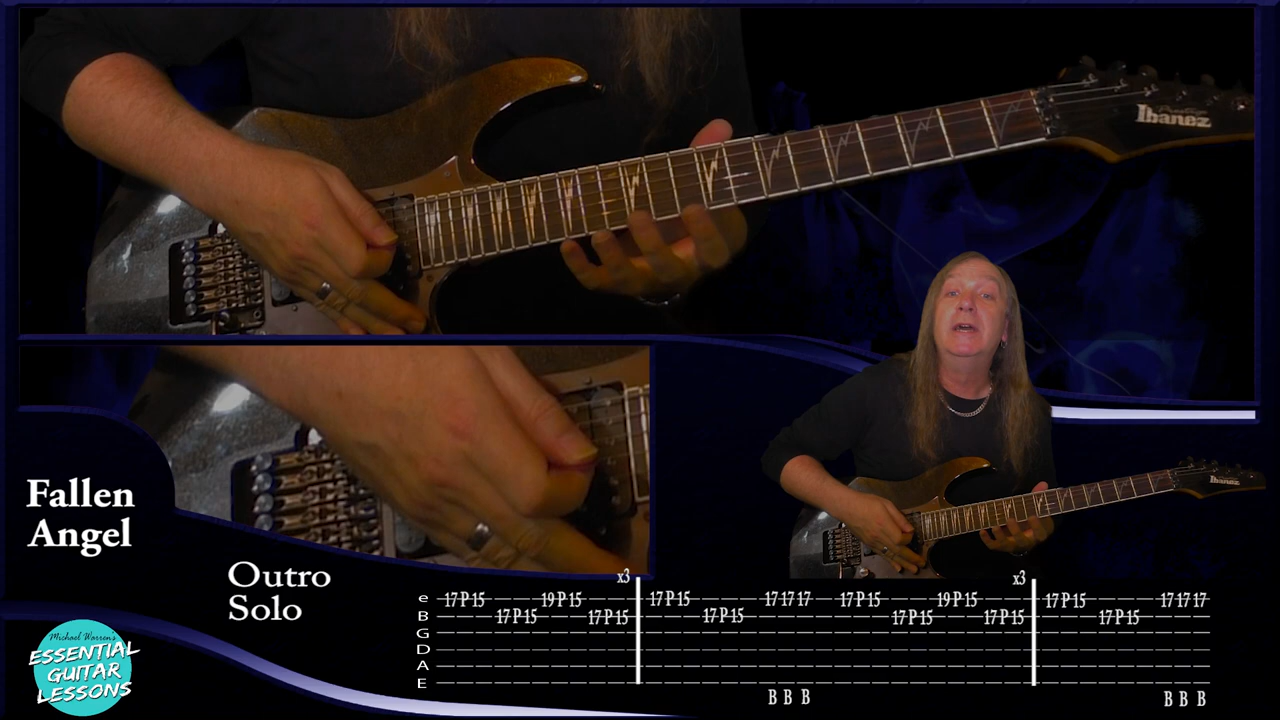 Ibanez
Ibanez
Fallen
Angel
Outro
Solo
Michael Warren's
ESSENTIAL
GUITAR
LESSONS
x3 x3
e 17 P 15 19 P 15 17 P 15 17 17 17 17 P 15 19 P 15 17 P 15 17 17 17
B 17 P 15 17 P 15 17 P 15 17 P 15 17 P 15 17 P 15
G
D
A
E
B B B B B B